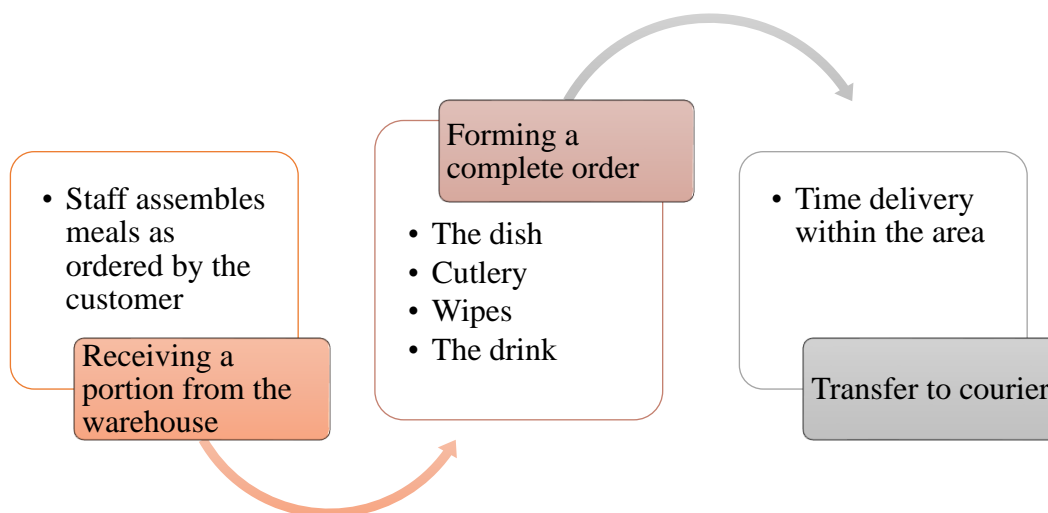 • Staff assembles
meals as
ordered by the
customer
Receiving a
portion from the
warehouse
Forming a
complete order
• The dish
• Cutlery
• Wipes
• The drink
• Time delivery
within the area
Transfer to courier